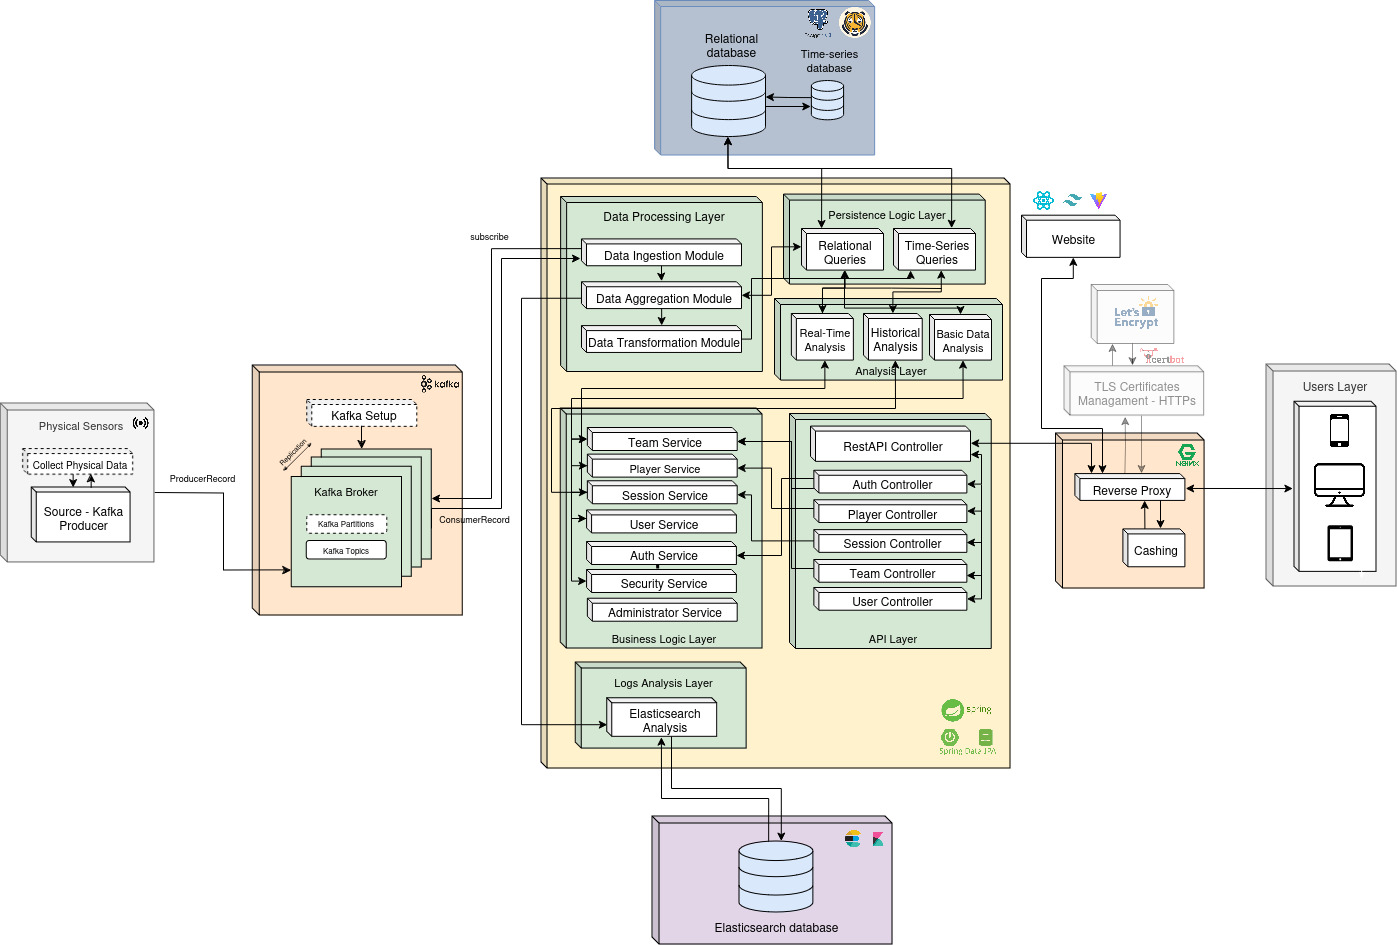 Relational
database
Time-series
database
Data Processing Layer
Data Ingestion Module
Data Aggregation Module
Data Transformation Module
Persistence Logic Layer
Relational
Queries
Time-Series
Queries
Real-Time
Analysis
Historical
Analysis
Basic Data
Analysis
Analysis Layer
subscribe
ConsumerRecord
kafka
Kafka Setup
Replication
Kafka Broker
Kafka Partitions
Kafka Topics
Physical Sensors
Collect Physical Data
Source - Kafka
Producer
ProducerRecord
Team Service
Player Service
Session Service
User Service
Auth Service
Security Service
Administrator Service
Business Logic Layer
RestAPI Controller
Auth Controller
Player Controller
Session Controller
Team Controller
User Controller
API Layer
Logs Analysis Layer
Elasticsearch
Analysis
spring
Spring Data JPA
Elasticsearch database
Website
Let's
Encrypt
certbot
TLS Certificates
Managament - HTTPs
NGINX
Reverse Proxy
Cashing
Users Layer